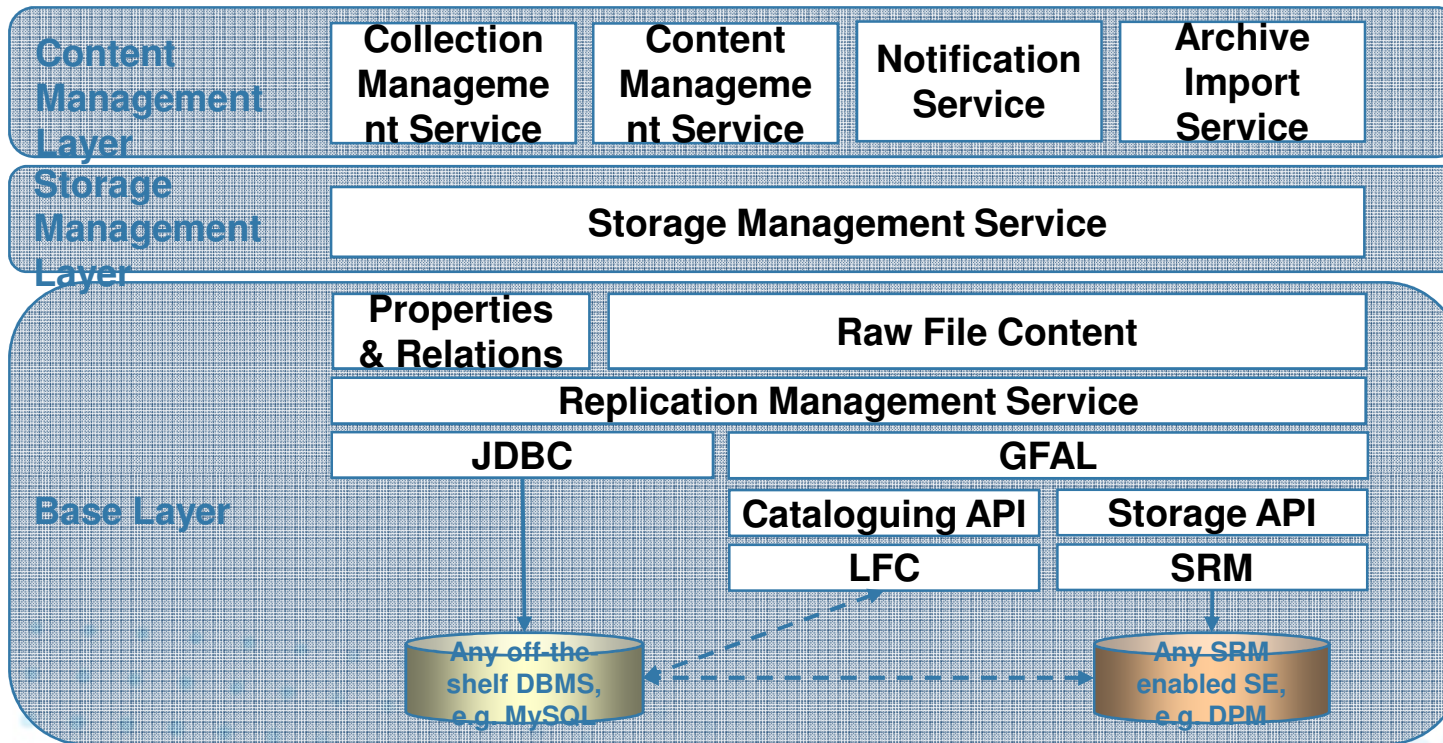 Content
Management
Layer
Collection
Manageme
nt Service
Content
Manageme
nt Service
Notification
Service
Archive
Import
Service
Storage
Management
Layer
Storage Management Service
Properties
& Relations
Raw File Content
Replication Management Service
JDBC
GFAL
Base Layer
Cataloguing API
Storage API
LFC
SRM
Any off-the-
shelf DBMS,
e.g. MySQL
Any SRM
enabled SE,
e.g. DPM